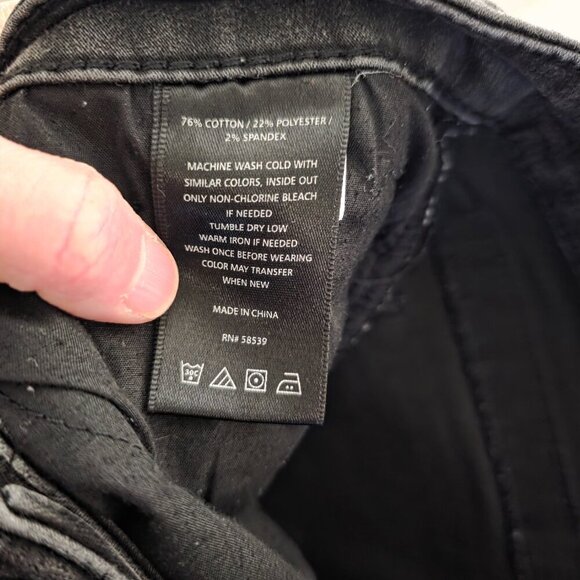 76% COTTON / 22% POLYESTER /
2% SPANDEX
MACHINE WASH COLD WITH
SIMILAR COLORS, INSIDE OUT
ONLY NON-CHLORINE BLEACH
IF NEEDED
TUMBLE DRY LOW
WARM IRON IF NEEDED
WASH ONCE BEFORE WEARING
COLOR MAY TRANSFER
WHEN NEW
MADE IN CHINA
RN# 58539
30C